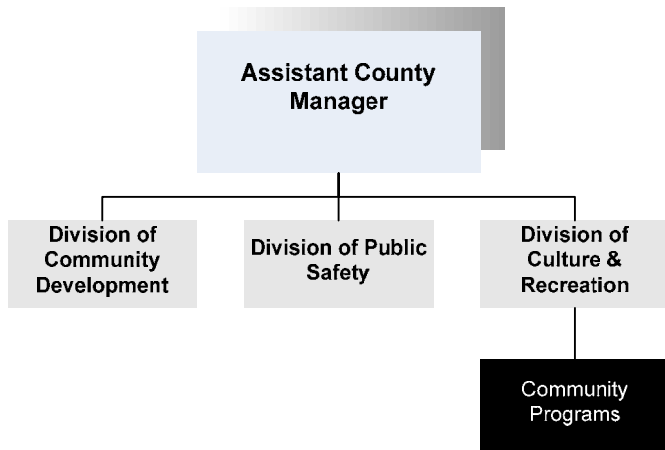 Assistant County
Manager
Division of
Community
Development
Division of Public
Safety
Division of
Culture &
Recreation
Community
Programs